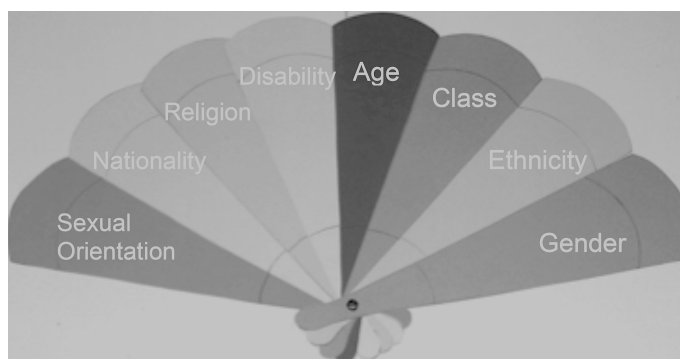 Sexual
Orientation
Nationality
Religion
Disability
Age
Class
Ethnicity
Gender